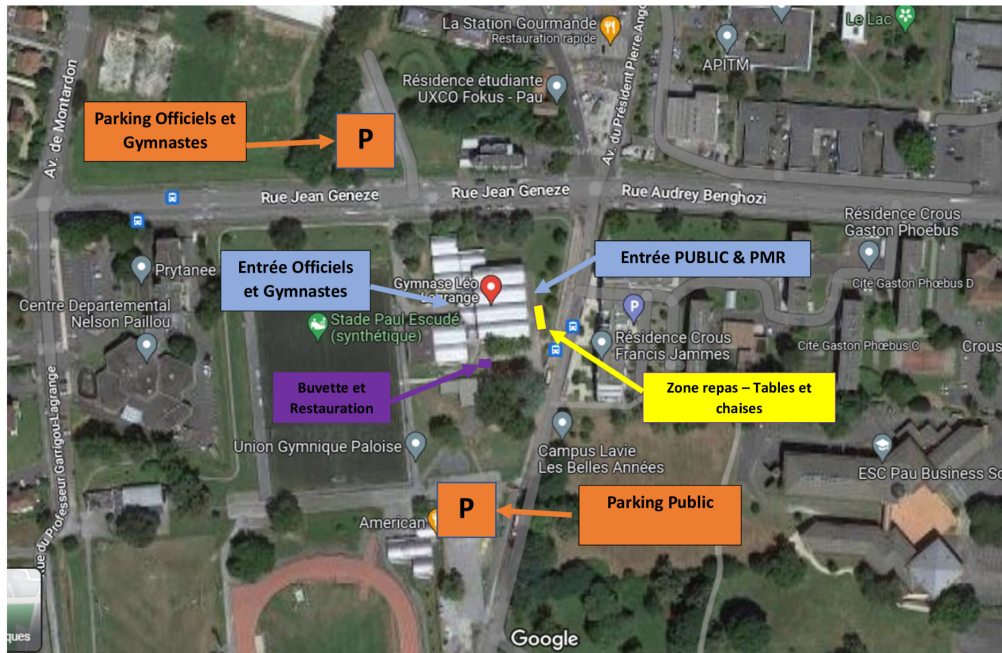 La Station Gourmande
Restauration rapide
Le Lac
APITM
Av. de Montardon
Résidence étudiante
UXCO Fokus - Pau
Av. du Président Pierre Ango
Parking Officiels et
Gymnastes
P
Rue Jean Geneze
Rue Jean Geneze
Rue Audrey Benghozi
Résidence Crous
Gaston Phoebus
Prytanee
Entrée Officiels
et Gymnastes
Gymnase Léo
Lagrange
Entrée PUBLIC & PMR
Cité Gaston Phœbus D
Centre Departemental
Nelson Paillou
Stade Paul Escudé
(synthétique)
P
Résidence Crous
Francis Jammes
Cité Gaston Phœbus C
Crous
Buvette et
Restauration
Zone repas – Tables et
chaises
Rue du Professeur Garrigou-Lagrange
Union Gymnique Paloise
Campus Lavie
Les Belles Années
ESC Pau Business Sc
American
P
Parking Public
Google
ques